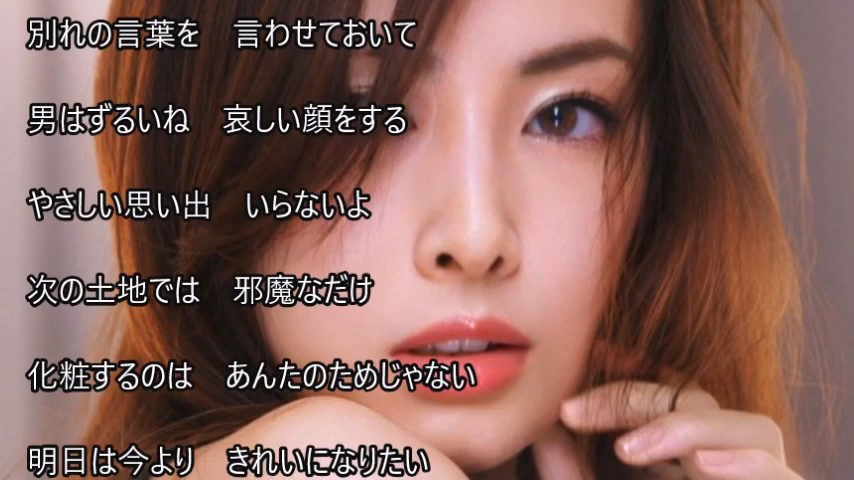 別れの言葉を　言わせておいて
男はずるいね　哀しい顔をする
やさしい思い出　いらないよ
次の土地では　邪魔なだけ
化粧するのは　あんたのためじゃない
明日は今より　きれいになりたい